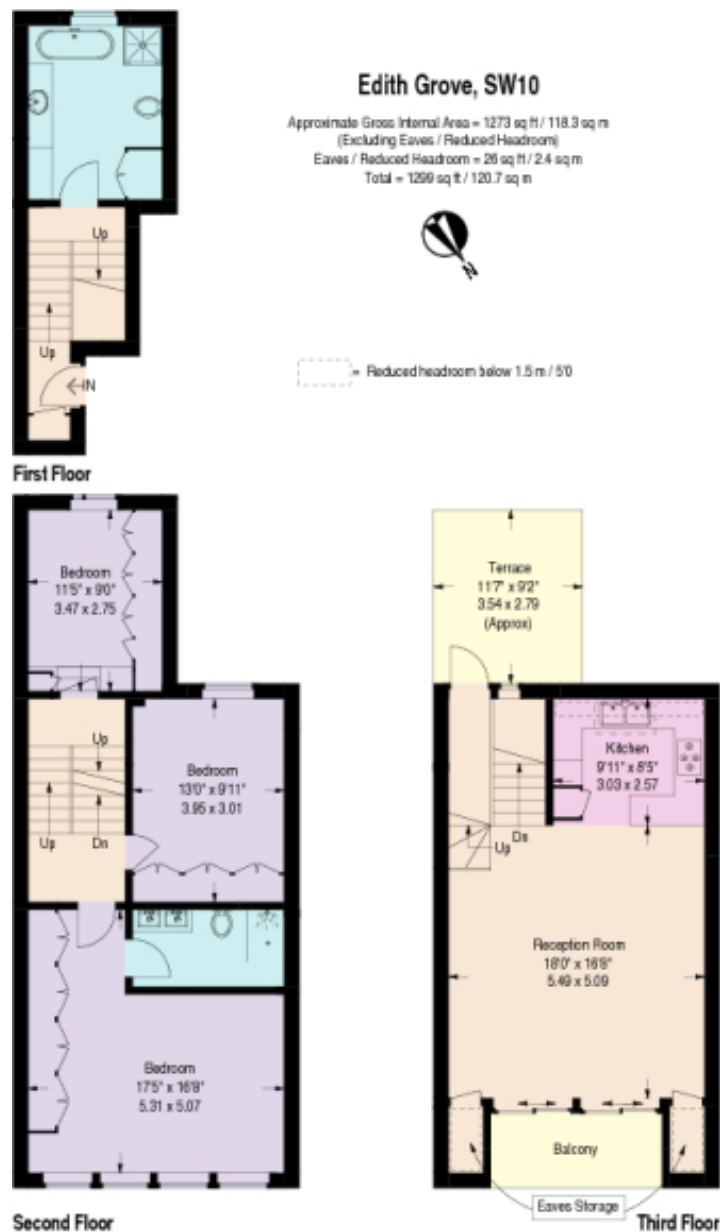 Edith Grove, SW10
Approximate Gross Internal Area = 1273 sq ft / 118.3 sq m
(Excluding Eaves / Reduced Headroom)
Eaves / Reduced Headroom = 26 sq ft / 2.4 sq m
Total = 1299 sq ft / 120.7 sq m
N
= Reduced headroom below 1.5 m / 5'0
Up
Up
IN
First Floor
Bedroom
11'5" x 9'0"
3.47 x 2.75
Up
Up
Dn
Bedroom
13'0" x 9'11"
3.95 x 3.01
Bedroom
17'5" x 16'8"
5.31 x 5.07
Second Floor
Terrace
11'7" x 9'2"
3.54 x 2.79
(Approx)
Kitchen
9'11" x 8'5"
3.03 x 2.57
Up
Dn
Reception Room
18'0" x 16'8"
5.49 x 5.09
Balcony
Eaves Storage
Third Floor